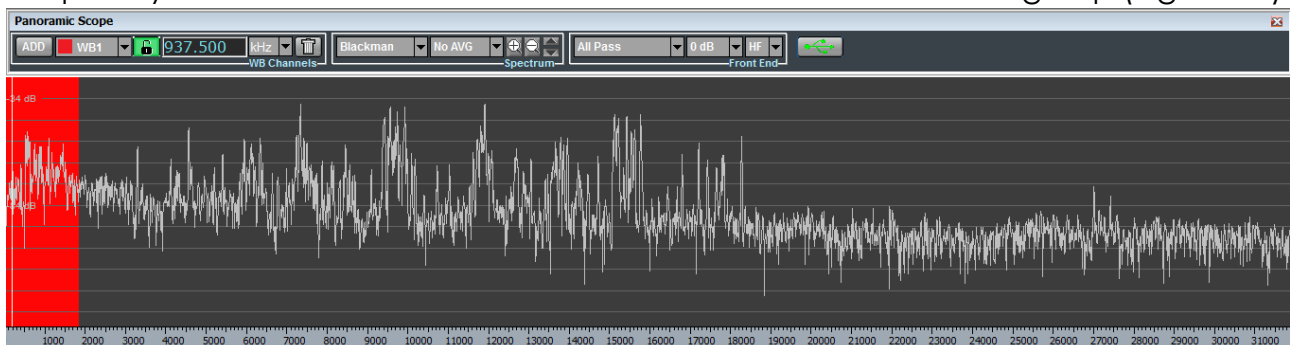 Panoramic Scope
ADD WB1 937.500 kHz Blackman No AVG All Pass 0 dB HF
WB Channels Spectrum Front End
-34 dB
1000 2000 3000 4000 5000 6000 7000 8000 9000 10000 11000 12000 13000 14000 15000 16000 17000 18000 19000 20000 21000 22000 23000 24000 25000 26000 27000 28000 29000 30000 31000